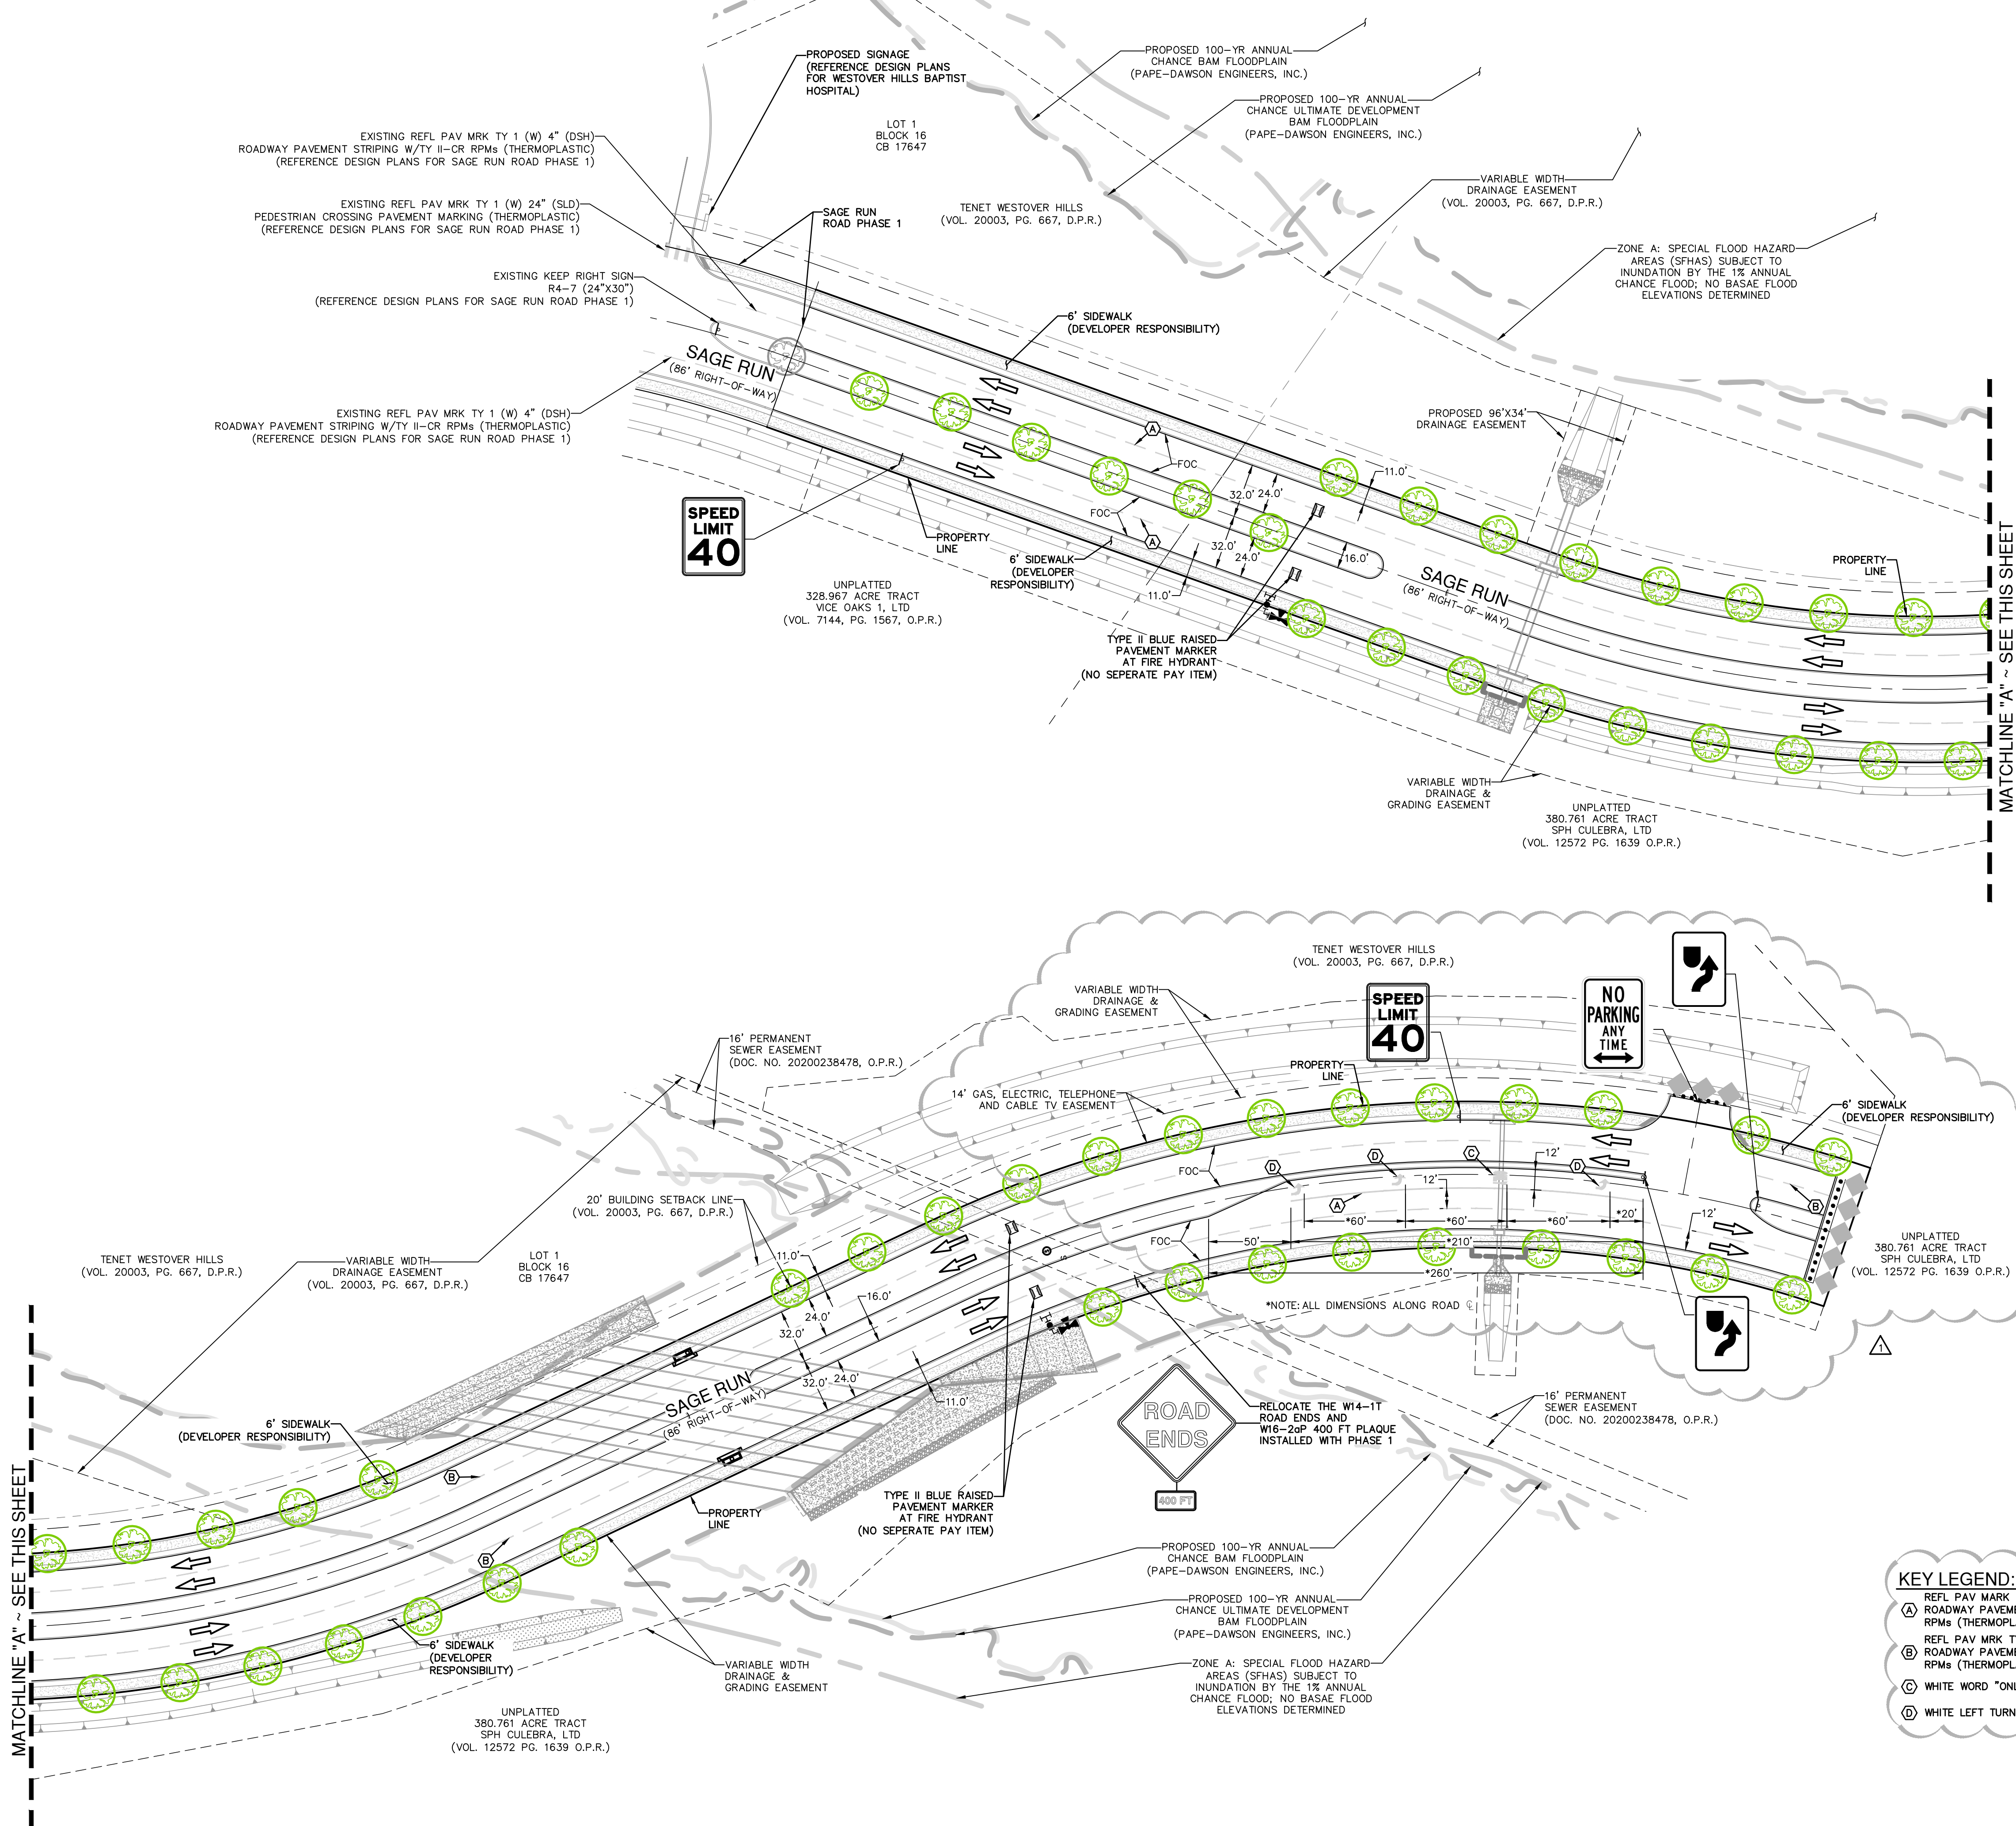 PROPOSED SIGNAGE
(REFERENCE DESIGN PLANS
FOR WESTOVER HILLS BAPTIST
HOSPITAL)
PROPOSED 100-YR ANNUAL
CHANCE BAM FLOODPLAIN
(PAPE-DAWSON ENGINEERS, INC.)
PROPOSED 100-YR ANNUAL
CHANCE ULTIMATE DEVELOPMENT
BAM FLOODPLAIN
(PAPE-DAWSON ENGINEERS, INC.)
LOT 1
BLOCK 16
CB 17647
EXISTING REFL PAV MRK TY 1 (W) 4" (DSH)
ROADWAY PAVEMENT STRIPING W/TY II-CR RPMs (THERMOPLASTIC)
(REFERENCE DESIGN PLANS FOR SAGE RUN ROAD PHASE 1)
VARIABLE WIDTH
DRAINAGE EASEMENT
(VOL. 20003, PG. 667, D.P.R.)
EXISTING REFL PAV MRK TY 1 (W) 24" (SLD)
PEDESTRIAN CROSSING PAVEMENT MARKING (THERMOPLASTIC)
(REFERENCE DESIGN PLANS FOR SAGE RUN ROAD PHASE 1)
SAGE RUN
ROAD PHASE 1
TENET WESTOVER HILLS
(VOL. 20003, PG. 667, D.P.R.)
ZONE A: SPECIAL FLOOD HAZARD
AREAS (SFHAS) SUBJECT TO
INUNDATION BY THE 1% ANNUAL
CHANCE FLOOD; NO BASAE FLOOD
ELEVATIONS DETERMINED
EXISTING KEEP RIGHT SIGN
R4-7 (24"X30")
(REFERENCE DESIGN PLANS FOR SAGE RUN ROAD PHASE 1)
6' SIDEWALK
(DEVELOPER RESPONSIBILITY)
SAGE RUN
(86' RIGHT-OF-WAY)
EXISTING REFL PAV MRK TY 1 (W) 4" (DSH)
ROADWAY PAVEMENT STRIPING W/TY II-CR RPMs (THERMOPLASTIC)
(REFERENCE DESIGN PLANS FOR SAGE RUN ROAD PHASE 1)
PROPOSED 96'X34'
DRAINAGE EASEMENT
A
FOC
11.0'
32.0'
24.0'
SPEED
LIMIT
40
FOC
A
PROPERTY
LINE
32.0'
24.0'
16.0'
6' SIDEWALK
(DEVELOPER
RESPONSIBILITY)
11.0'
SAGE RUN
(86' RIGHT-OF-WAY)
PROPERTY
LINE
UNPLATTED
328.967 ACRE TRACT
VICE OAKS 1, LTD
(VOL. 7144, PG. 1567, O.P.R.)
TYPE II BLUE RAISED
PAVEMENT MARKER
AT FIRE HYDRANT
(NO SEPERATE PAY ITEM)
MATCHLINE "A" ~ SEE THIS SHEET
VARIABLE WIDTH
DRAINAGE &
GRADING EASEMENT
UNPLATTED
380.761 ACRE TRACT
SPH CULEBRA, LTD
(VOL. 12572 PG. 1639 O.P.R.)
TENET WESTOVER HILLS
(VOL. 20003, PG. 667, D.P.R.)
VARIABLE WIDTH
DRAINAGE &
GRADING EASEMENT
SPEED
LIMIT
40
NO
PARKING
ANY
TIME
16' PERMANENT
SEWER EASEMENT
(DOC. NO. 20200238478, O.P.R.)
PROPERTY
LINE
14' GAS, ELECTRIC, TELEPHONE
AND CABLE TV EASEMENT
6' SIDEWALK
(DEVELOPER RESPONSIBILITY)
FOC
D
D
C
D
12'
12'
A
B
20' BUILDING SETBACK LINE
(VOL. 20003, PG. 667, D.P.R.)
*60'
*60'
*60'
*20'
12'
FOC
50'
*210'
*260'
UNPLATTED
380.761 ACRE TRACT
SPH CULEBRA, LTD
(VOL. 12572 PG. 1639 O.P.R.)
TENET WESTOVER HILLS
(VOL. 20003, PG. 667, D.P.R.)
VARIABLE WIDTH
DRAINAGE EASEMENT
(VOL. 20003, PG. 667, D.P.R.)
LOT 1
BLOCK 16
CB 17647
11.0'
16.0'
24.0'
32.0'
S
*NOTE: ALL DIMENSIONS ALONG ROAD ℄
1
32.0'
24.0'
11.0'
SAGE RUN
(86' RIGHT-OF-WAY)
ROAD
ENDS
400 FT
RELOCATE THE W14-1T
ROAD ENDS AND
W16-2aP 400 FT PLAQUE
INSTALLED WITH PHASE 1
16' PERMANENT
SEWER EASEMENT
(DOC. NO. 20200238478, O.P.R.)
6' SIDEWALK
(DEVELOPER RESPONSIBILITY)
B
TYPE II BLUE RAISED
PAVEMENT MARKER
AT FIRE HYDRANT
(NO SEPERATE PAY ITEM)
PROPERTY
LINE
B
PROPOSED 100-YR ANNUAL
CHANCE BAM FLOODPLAIN
(PAPE-DAWSON ENGINEERS, INC.)
PROPOSED 100-YR ANNUAL
CHANCE ULTIMATE DEVELOPMENT
BAM FLOODPLAIN
(PAPE-DAWSON ENGINEERS, INC.)
6' SIDEWALK
(DEVELOPER
RESPONSIBILITY)
VARIABLE WIDTH
DRAINAGE &
GRADING EASEMENT
ZONE A: SPECIAL FLOOD HAZARD
AREAS (SFHAS) SUBJECT TO
INUNDATION BY THE 1% ANNUAL
CHANCE FLOOD; NO BASAE FLOOD
ELEVATIONS DETERMINED
UNPLATTED
380.761 ACRE TRACT
SPH CULEBRA, LTD
(VOL. 12572 PG. 1639 O.P.R.)
MATCHLINE "A" ~ SEE THIS SHEET
KEY LEGEND:
REFL PAV MARK
A ROADWAY PAVEME
RPMs (THERMOPL
REFL PAV MRK T
B ROADWAY PAVEME
RPMs (THERMOPL
C WHITE WORD "ONL
D WHITE LEFT TURN